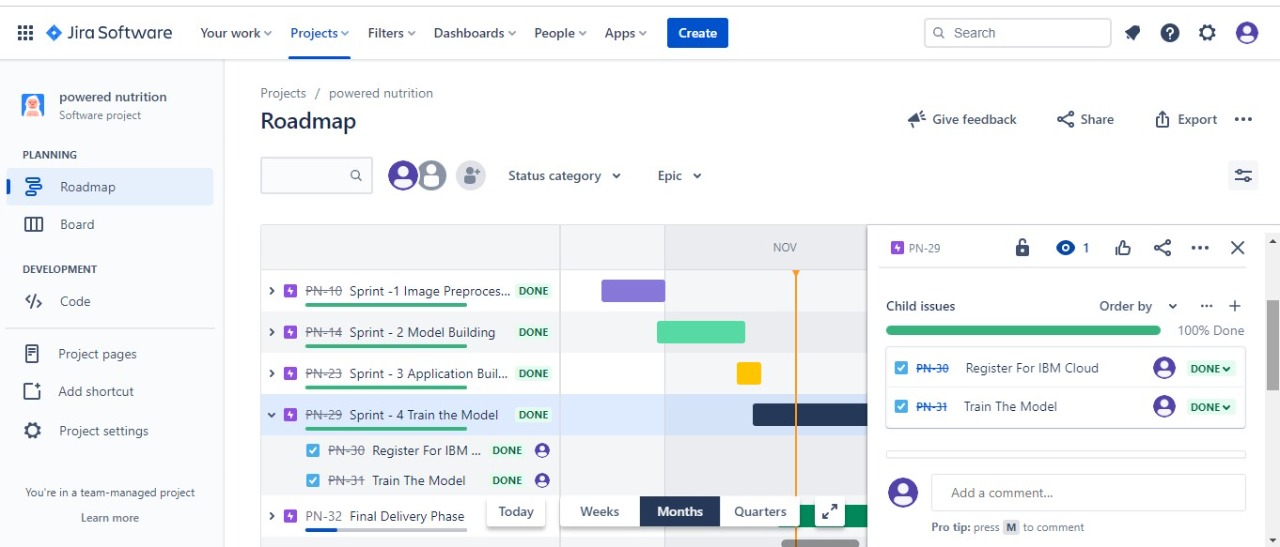 Jira Software Your work Projects Filters Dashboards People Apps Create Search
powered nutrition
Software project
PLANNING
Roadmap
Board
DEVELOPMENT
Code
Project pages
Add shortcut
Project settings
You're in a team-managed project
Learn more
Projects / powered nutrition
Roadmap
Give feedback Share Export
Status category Epic
NOV
PN-10 Sprint -1 Image Preproces... DONE
PN-14 Sprint - 2 Model Building DONE
PN-23 Sprint - 3 Application Buil... DONE
PN-29 Sprint - 4 Train the Model DONE
PN-30 Register For IBM ... DONE
PN-31 Train The Model DONE
PN-32 Final Delivery Phase
Today Weeks Months Quarters
PN-29 1
Child issues Order by
100% Done
PN-30 Register For IBM Cloud DONE
PN-31 Train The Model DONE
Add a comment...
Pro tip: press M to comment